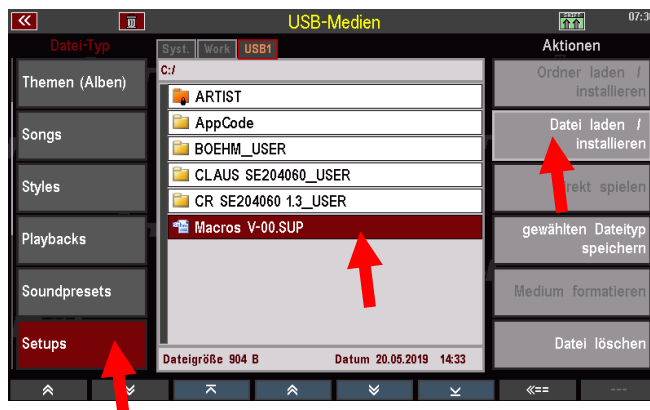 USB-Medien
SHIFT
07:3
Datei-Typ
Syst. Work USB1
Aktionen
C:/
Themen (Alben)
Songs
Styles
Playbacks
Soundpresets
Setups
ARTIST
AppCode
BOEHM_USER
CLAUS SE204060_USER
CR SE204060 1.3_USER
Macros V-00.SUP
Dateigröße 904 B Datum 20.05.2019 14:33
Ordner laden /
installieren
Datei laden /
installieren
spielen
gewählten Dateityp
speichern
Medium formatieren
Datei löschen
«==
---